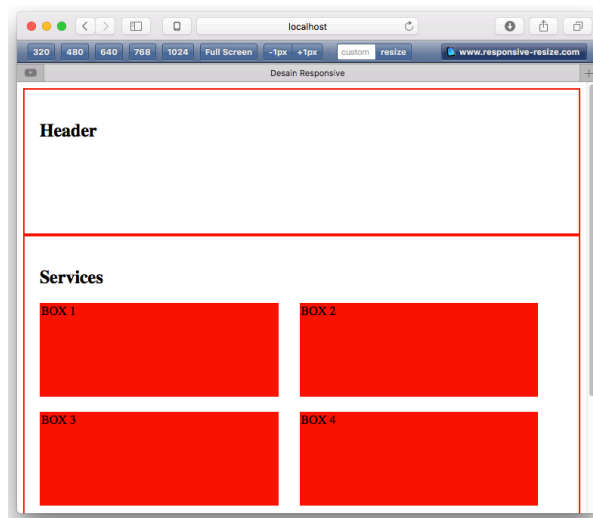 localhost
320 480 640 768 1024 Full Screen -1px +1px custom resize www.responsive-resize.com
Desain Responsive
Header
Services
BOX 1 BOX 2
BOX 3 BOX 4